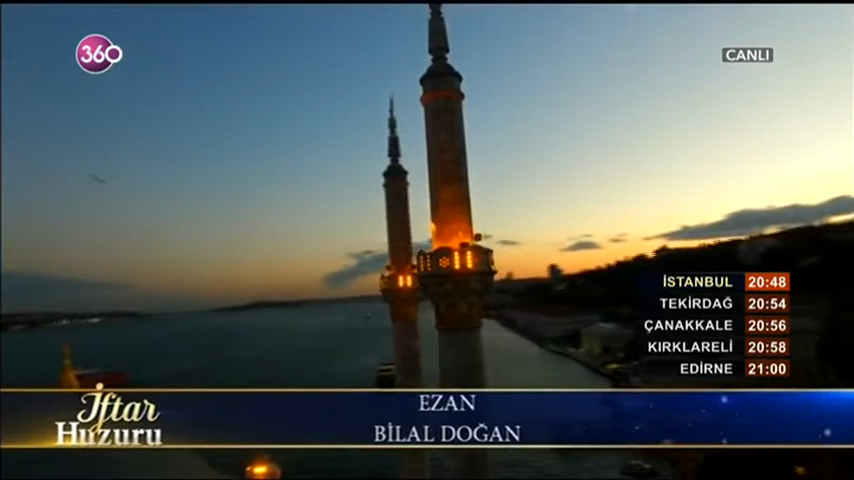 360
CANLI
İSTANBUL 20:48
TEKİRDAĞ 20:54
ÇANAKKALE 20:56
KIRKLARELİ 20:58
EDİRNE 21:00
İftar
Huzuru
EZAN
BİLAL DOĞAN